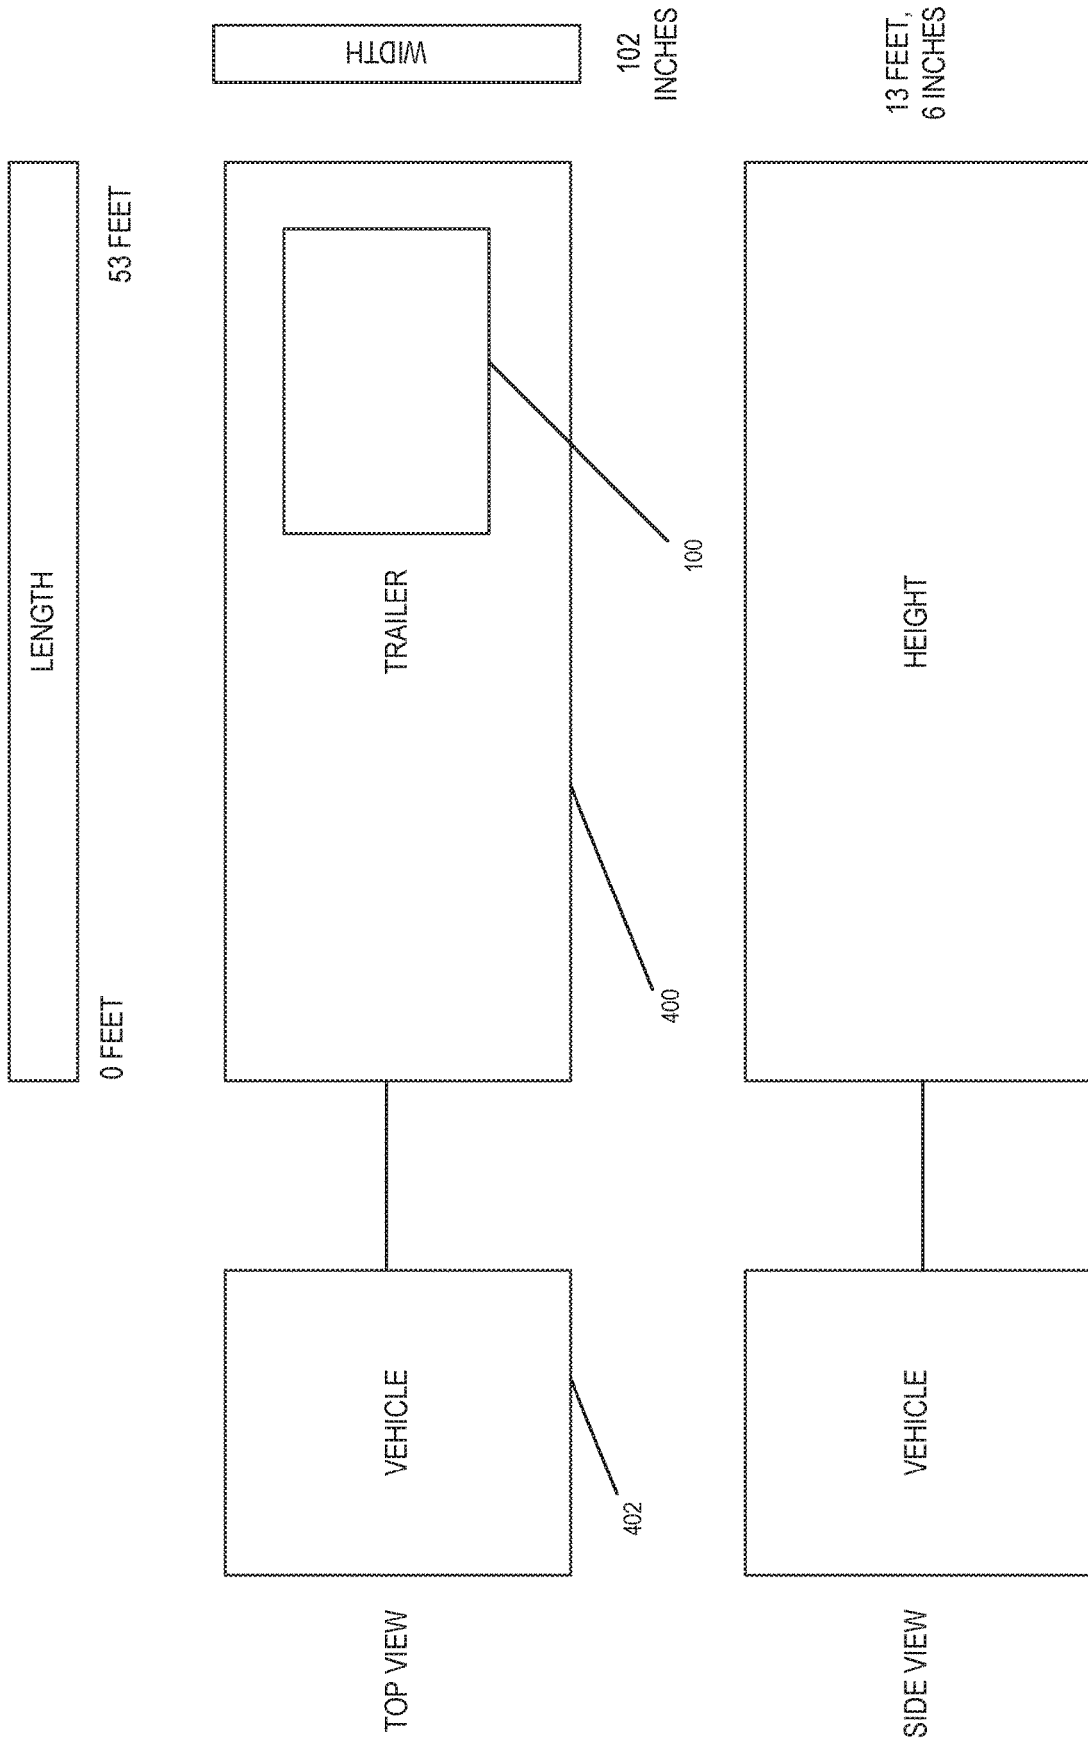 LENGTH
0 FEET
53 FEET
WIDTH
102
INCHES
TOP VIEW
VEHICLE
TRAILER
402
400
100
SIDE VIEW
VEHICLE
HEIGHT
13 FEET,
6 INCHES